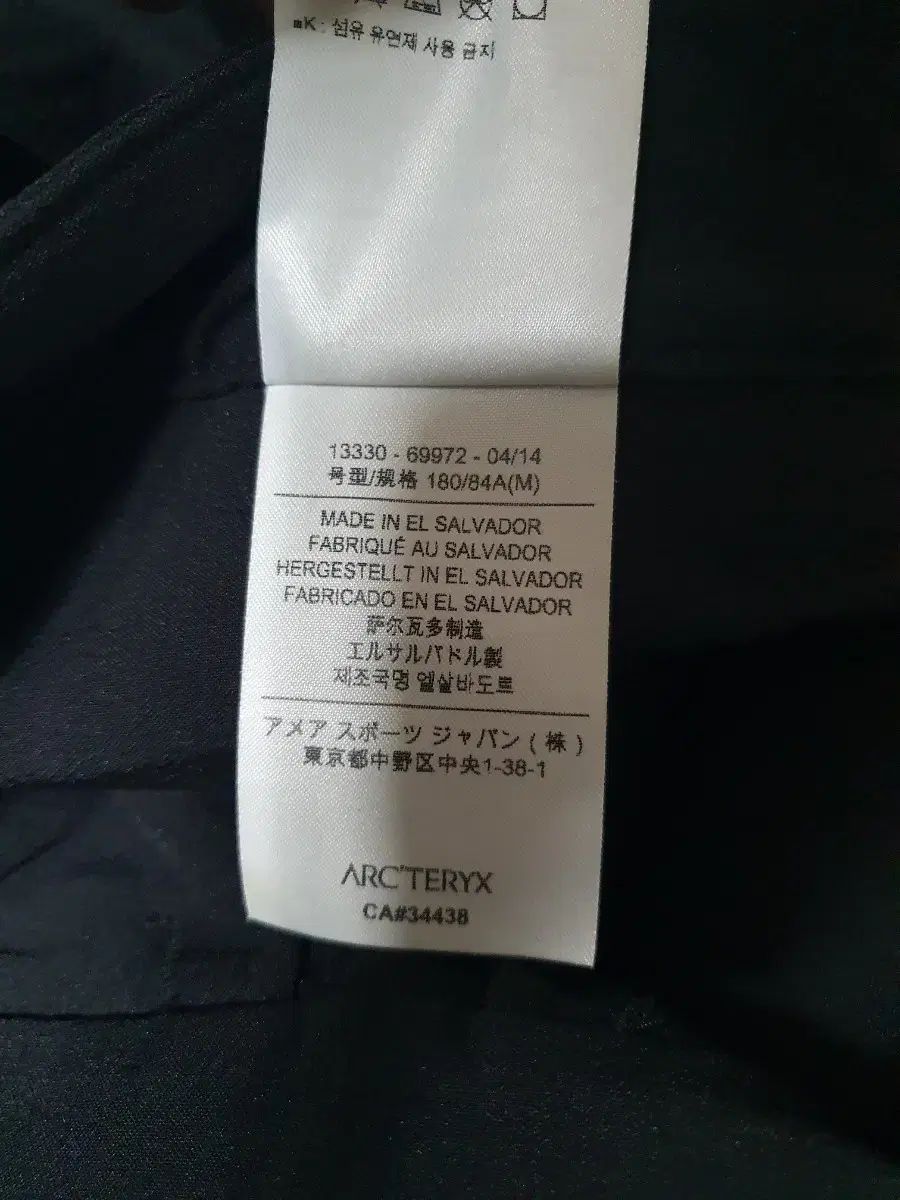 K : 섬유 유연제 사용 금지
13330 - 69972 - 04/14
号型/規格 180/84A(M)
MADE IN EL SALVADOR
FABRIQUÉ AU SALVADOR
HERGESTELLT IN EL SALVADOR
FABRICADO EN EL SALVADOR
萨尔瓦多制造
エルサルバドル製
제조국명 엘살바도르
アメア スポーツ ジャパン ( 株 )
東京都中野区中央1-38-1
ARC'TERYX
CA#34438